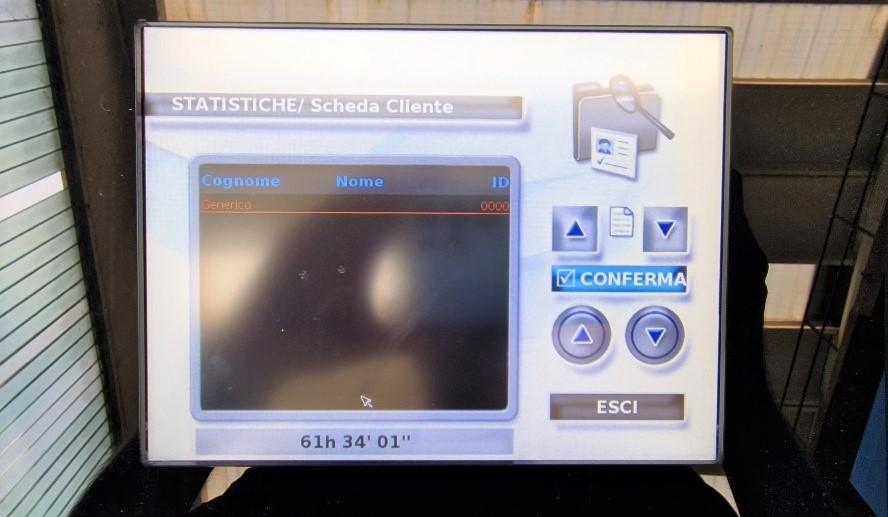 STATISTICHE/ Scheda Cliente
Cognome Nome ID
Generico 0000
CONFERMA
ESCI
61h 34' 01''